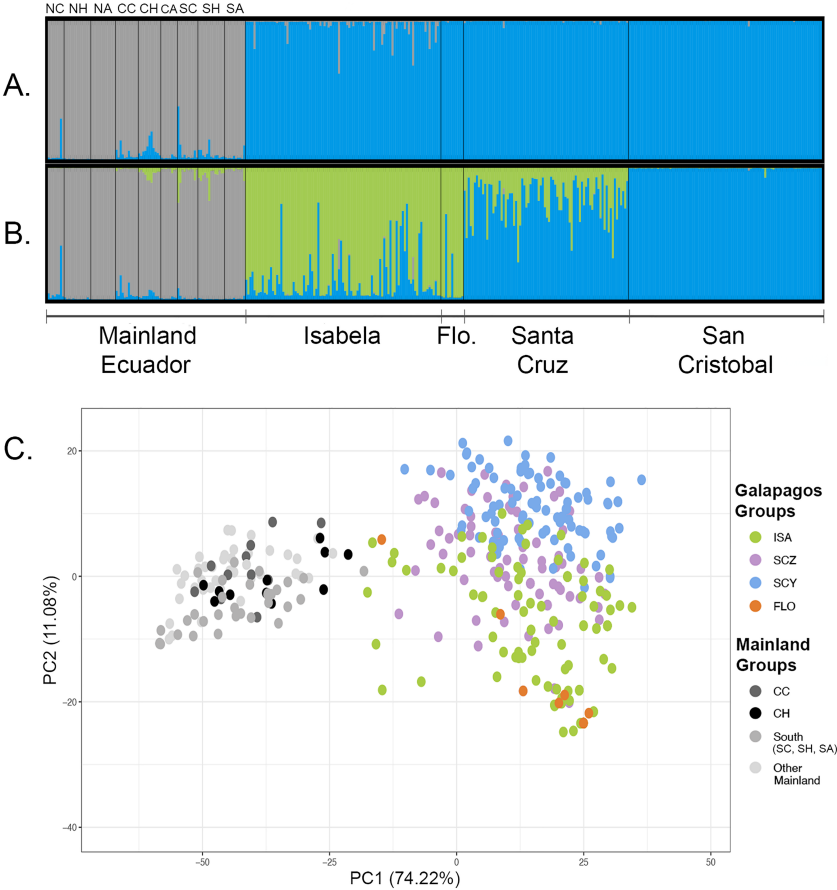 NC NH NA CC CH CA SC SH SA
A.
B.
Mainland Ecuador
Isabela
Flo.
Santa Cruz
San Cristobal
C.
20
0
-20
-40
-50
-25
0
25
50
PC2 (11.08%)
PC1 (74.22%)
Galapagos
Groups
ISA
SCZ
SCY
FLO
Mainland
Groups
CC
CH
South
(SC, SH, SA)
Other
Mainland